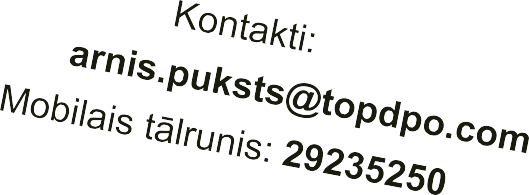 Kontakti:
arnis.puksts@topdpo.com
Mobilais tālrunis: 29235250